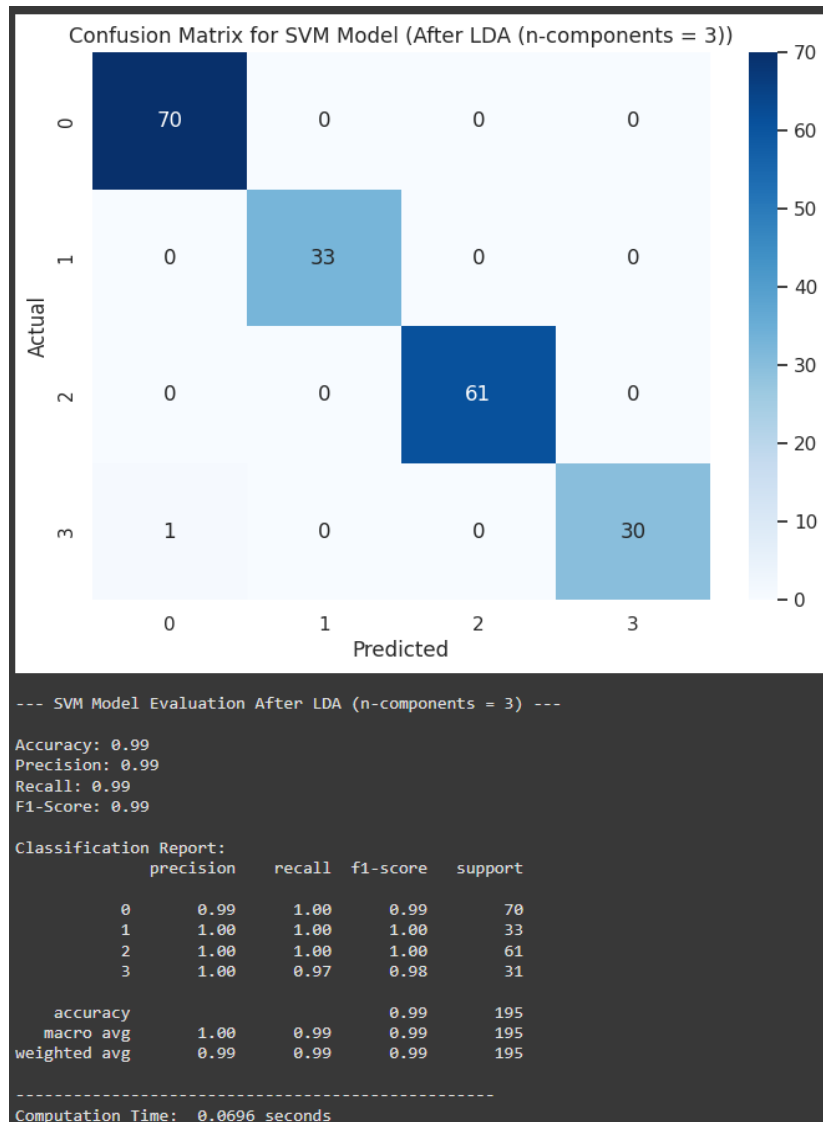 Confusion Matrix for SVM Model (After LDA (n-components = 3))
70
0
70 0 0 0
60
50
1
0 33 0 0
40
Actual
30
2
0 0 61 0
20
3
1 0 0 30
10
0
0 1 2 3
Predicted
--- SVM Model Evaluation After LDA (n-components = 3) ---
Accuracy: 0.99
Precision: 0.99
Recall: 0.99
F1-Score: 0.99
Classification Report:
precision recall f1-score support
0 0.99 1.00 0.99 70
1 1.00 1.00 1.00 33
2 1.00 1.00 1.00 61
3 1.00 0.97 0.98 31
accuracy 0.99 195
macro avg 1.00 0.99 0.99 195
weighted avg 0.99 0.99 0.99 195
--------------------------------------------------
Computation Time: 0.0696 seconds